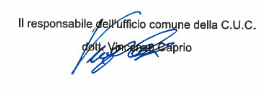 Il responsabile dell'ufficio comune della C.U.C.
dott. Vincenzo Caprio